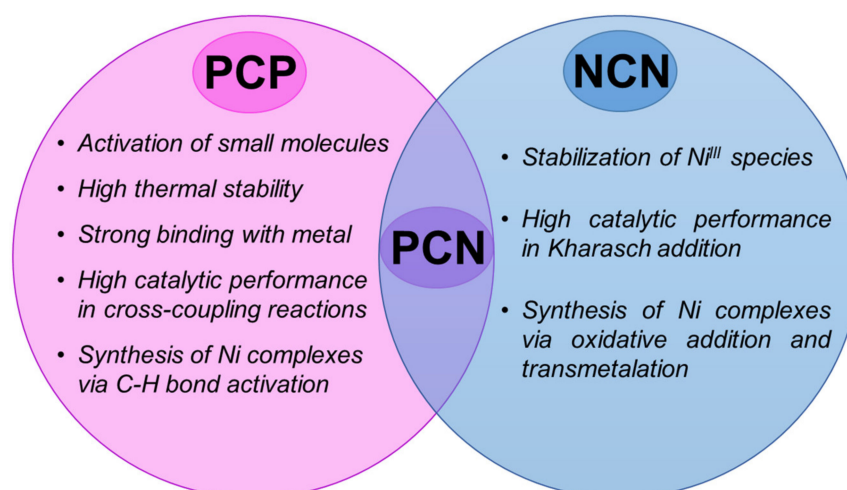 PCP
• Activation of small molecules
• High thermal stability
• Strong binding with metal
• High catalytic performance
in cross-coupling reactions
• Synthesis of Ni complexes
via C-H bond activation
PCN
NCN
• Stabilization of Niᴵᴵᴵ species
• High catalytic performance
in Kharasch addition
• Synthesis of Ni complexes
via oxidative addition and
transmetalation